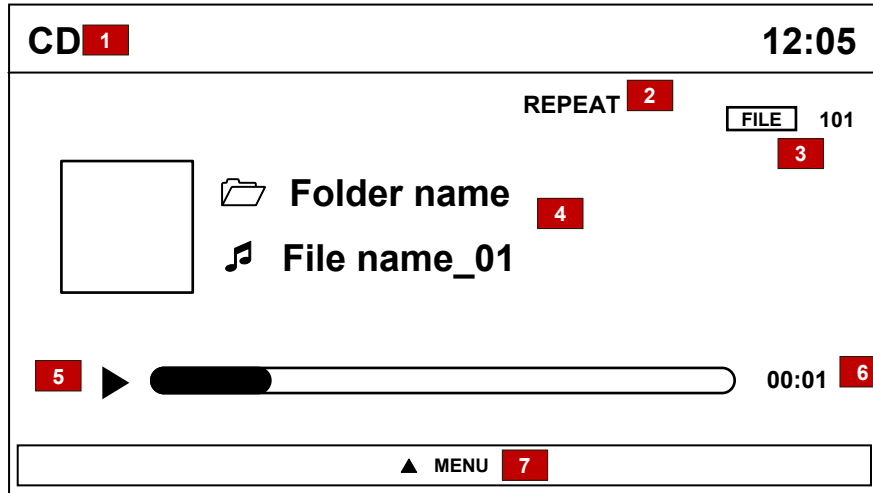 CD 1 12:05
REPEAT 2
FILE 101
3
Folder name
4
File name_01
5 00:01 6
MENU 7